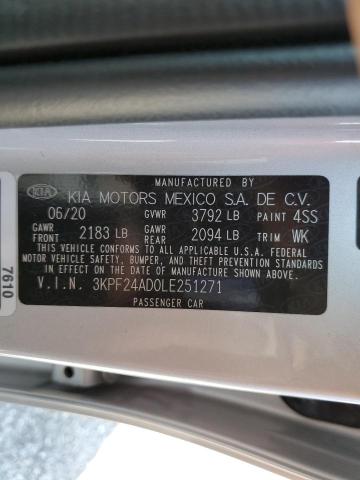 MANUFACTURED BY
KIA KIA MOTORS MEXICO S.A. DE C.V.
06/20 GVWR 3792 LB PAINT 4SS
GAWR FRONT 2183 LB GAWR REAR 2094 LB TRIM WK
THIS VEHICLE CONFORMS TO ALL APPLICABLE U.S.A. FEDERAL
MOTOR VEHICLE SAFETY, BUMPER, AND THEFT PREVENTION STANDARDS
IN EFFECT ON THE DATE OF MANUFACTURE SHOWN ABOVE.
V.I.N. 3KPF24AD0LE251271
PASSENGER CAR
7610